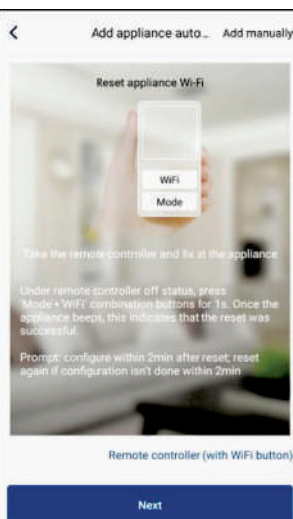 Add appliance auto... Add manually
Reset appliance Wi-Fi
WiFi
Mode
Take the remote controller and fix at the appliance
Under remote controller off status, press
'Mode'+'WiFi' combination buttons for 1s. Once the
appliance beeps, this indicates that the reset was
successful.
Prompt: configure within 2min after reset; reset
again if configuration isn't done within 2min
Remote controller (with WiFi button)
Next